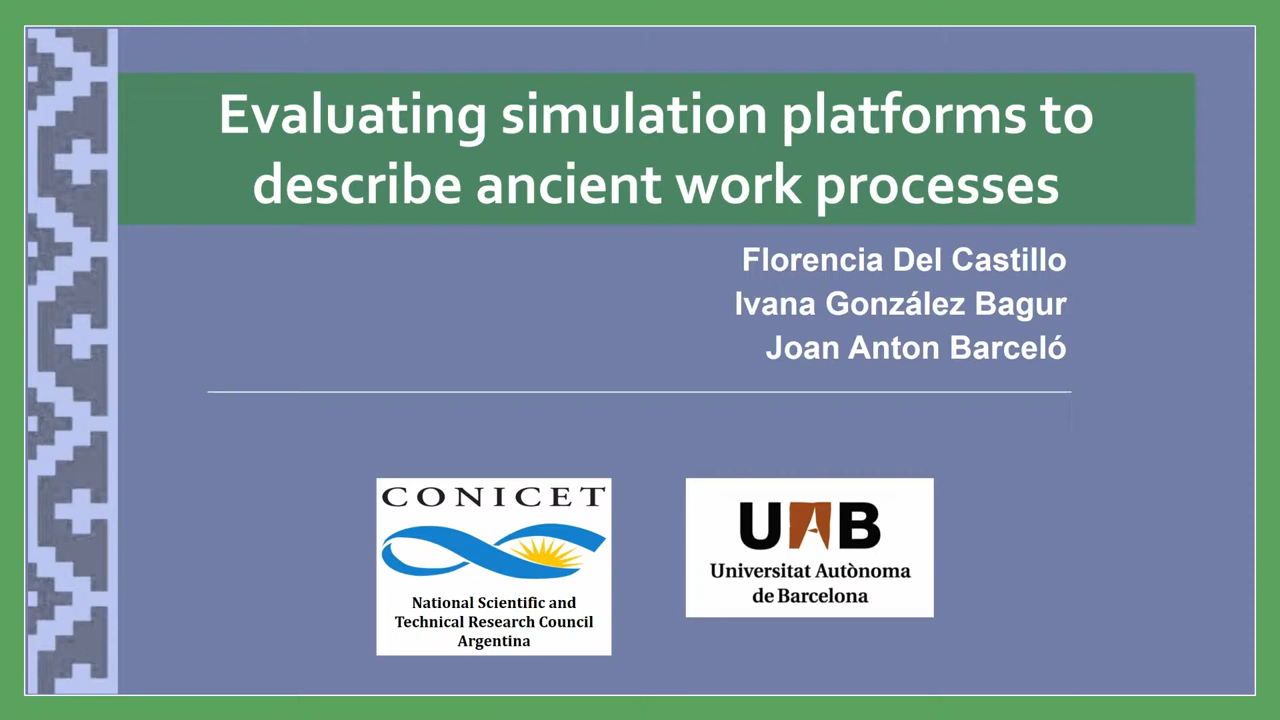 Evaluating simulation platforms to
describe ancient work processes
Florencia Del Castillo
Ivana González Bagur
Joan Anton Barceló
CONICET
National Scientific and
Technical Research Council
Argentina
UAB
Universitat Autònoma
de Barcelona